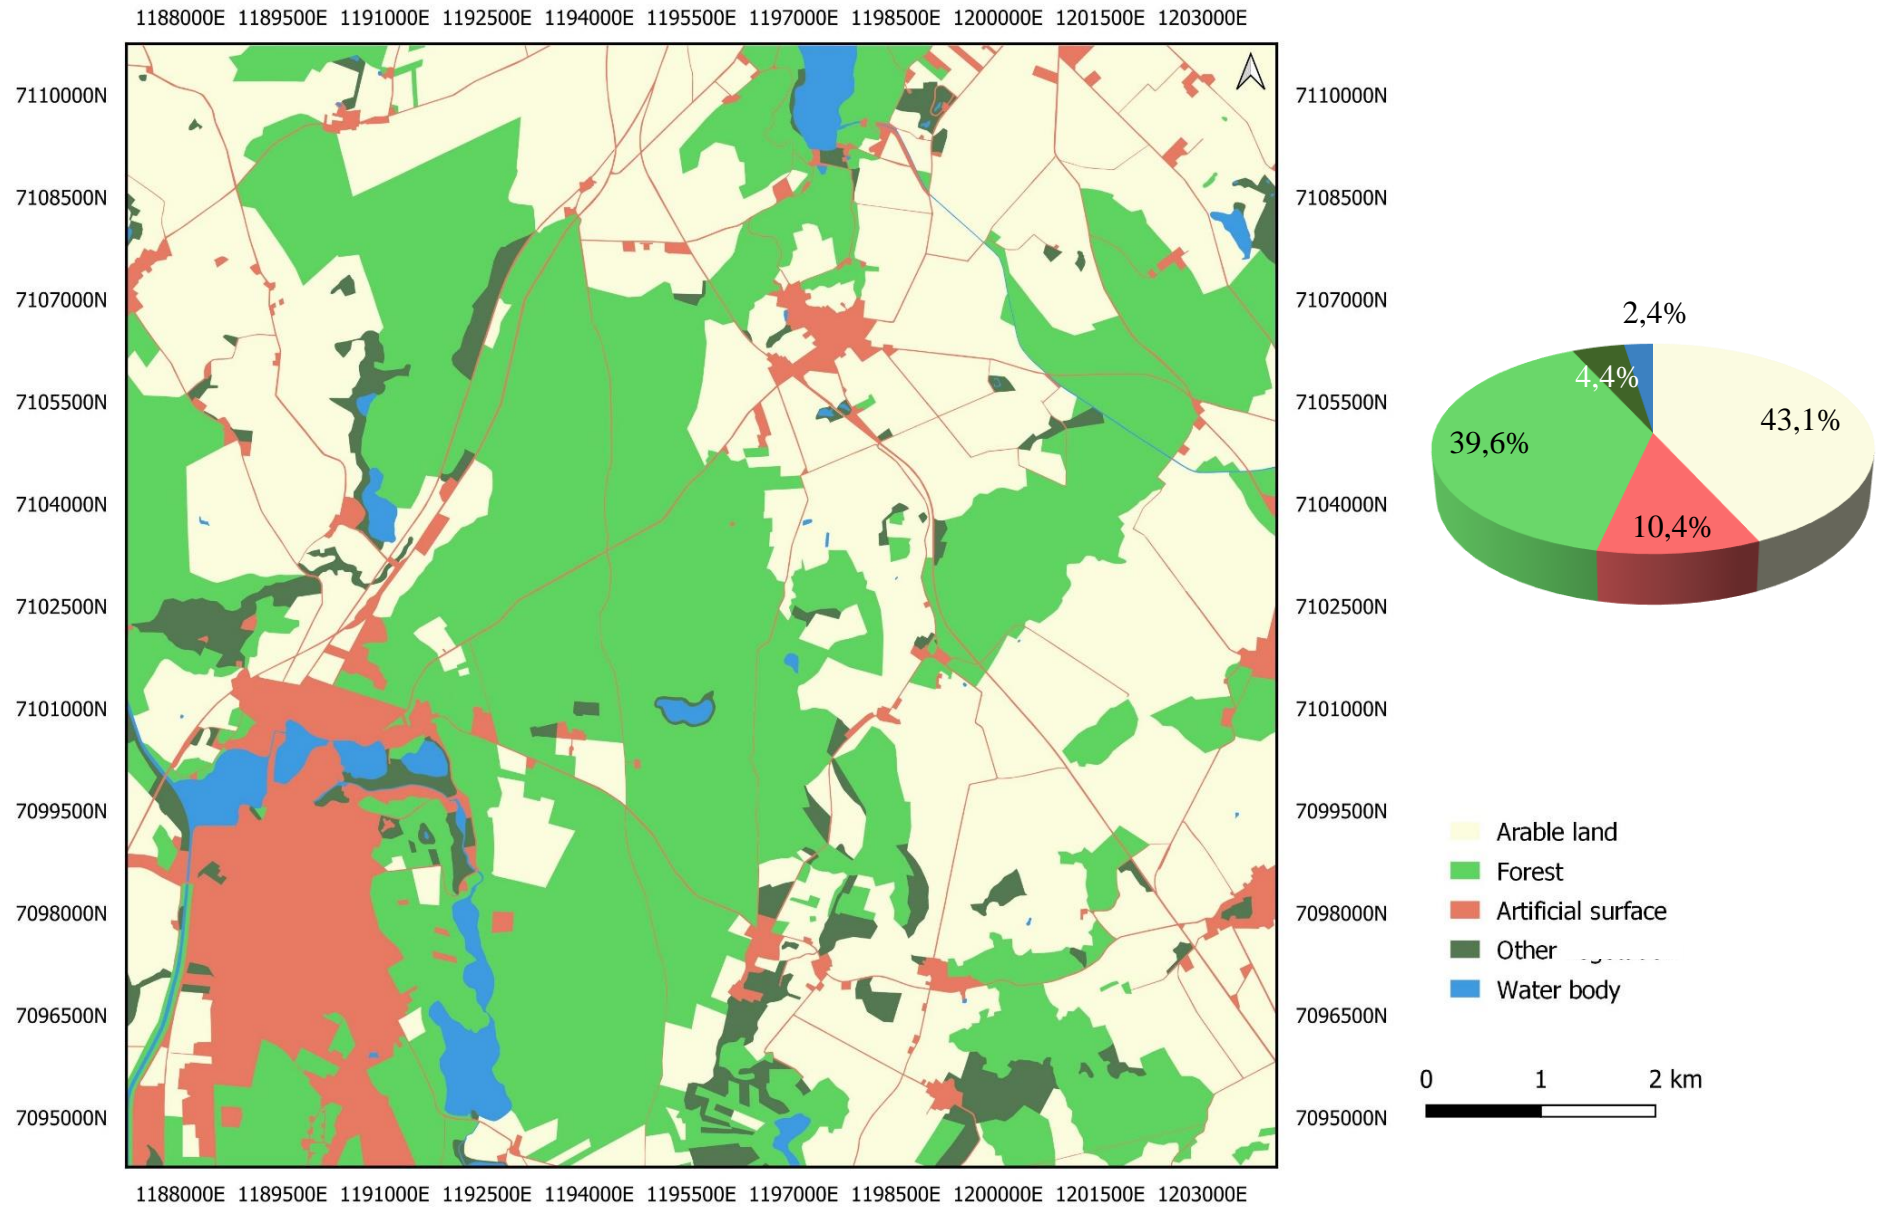 1188000E 1189500E 1191000E 1192500E 1194000E 1195500E 1197000E 1198500E 1200000E 1201500E 1203000E
7110000N 7110000N
7108500N 7108500N
7107000N 7107000N
2,4%
4,4%
7105500N 7105500N
43,1%
39,6%
7104000N 7104000N
10,4%
7102500N 7102500N
7101000N 7101000N
7099500N 7099500N
Arable land
Forest
Artificial surface
7098000N 7098000N
Other
Water body
7096500N 7096500N
0 1 2 km
7095000N 7095000N
1188000E 1189500E 1191000E 1192500E 1194000E 1195500E 1197000E 1198500E 1200000E 1201500E 1203000E